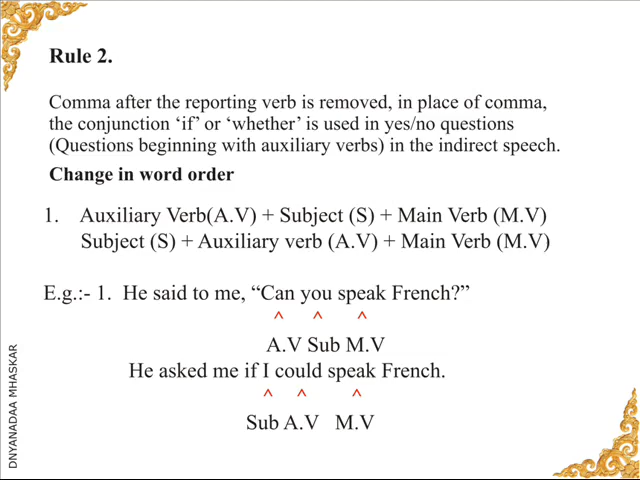 Rule 2.
Comma after the reporting verb is removed, in place of comma,
the conjunction ‘if’ or ‘whether’ is used in yes/no questions
(Questions beginning with auxiliary verbs) in the indirect speech.
Change in word order
1. Auxiliary Verb(A.V) + Subject (S) + Main Verb (M.V)
Subject (S) + Auxiliary verb (A.V) + Main Verb (M.V)
E.g.:- 1. He said to me, “Can you speak French?”
^ ^ ^
A.V Sub M.V
He asked me if I could speak French.
^ ^ ^
Sub A.V M.V
DNYANADAA MHASKAR